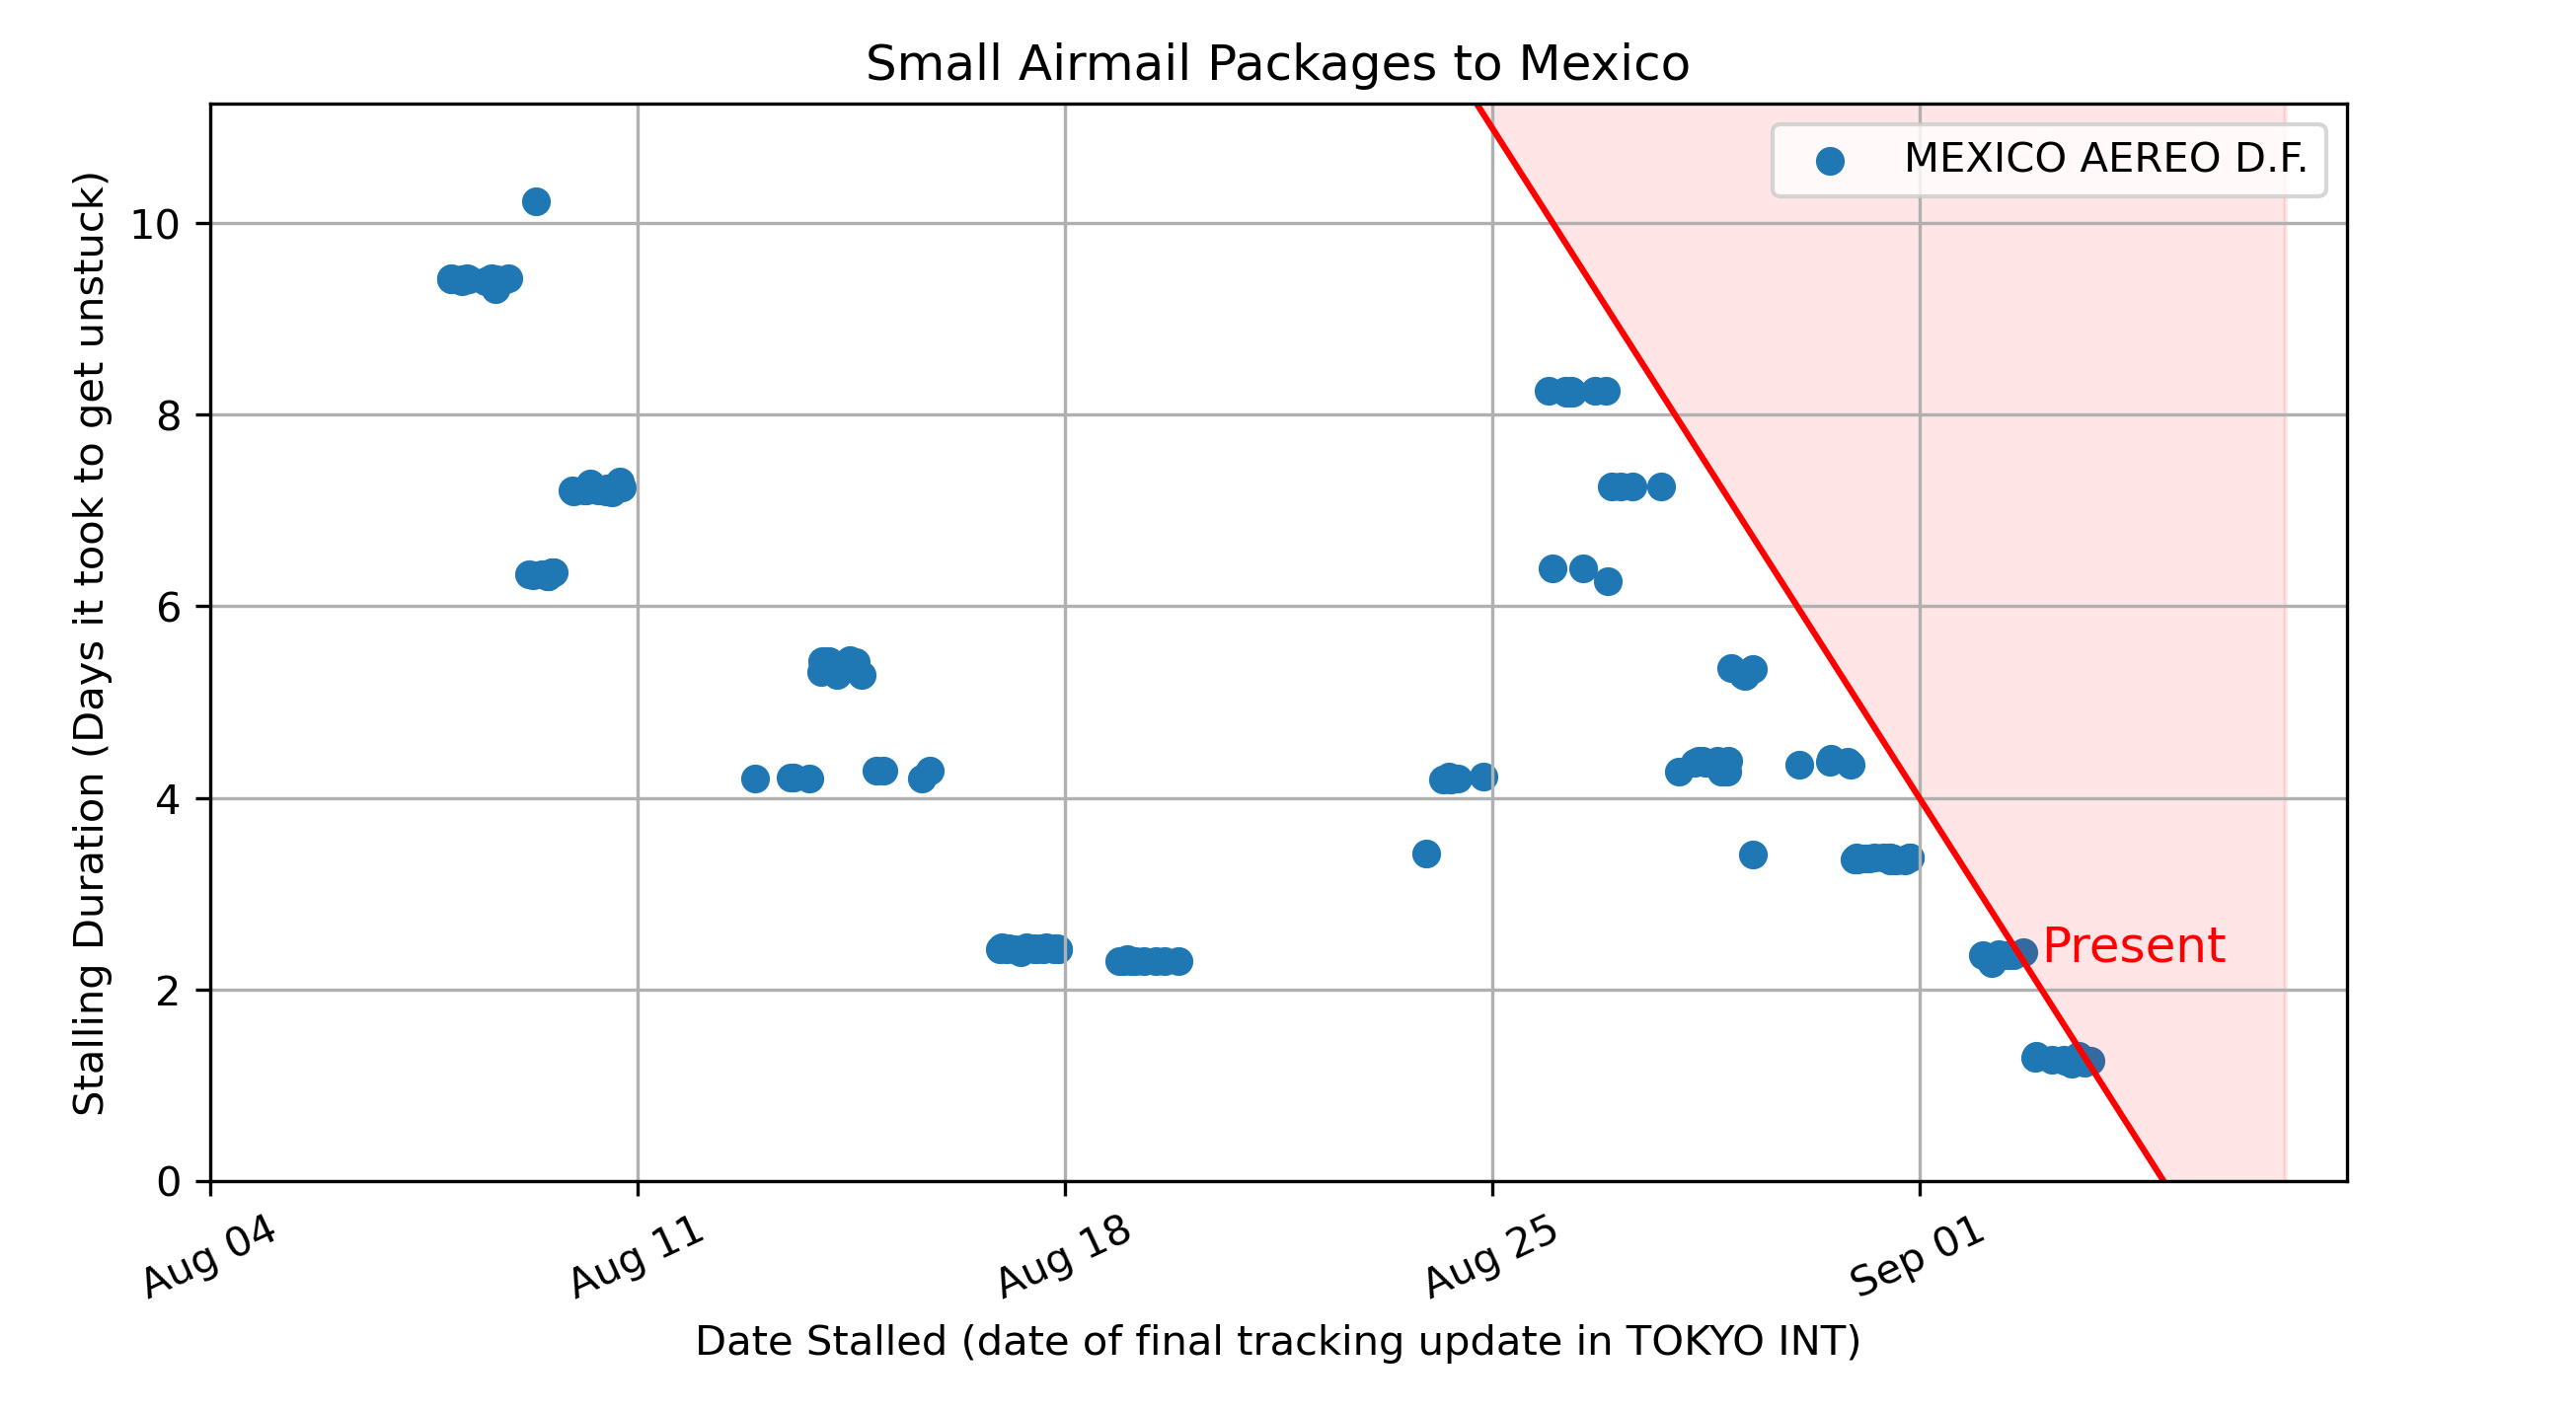 Small Airmail Packages to Mexico
MEXICO AEREO D.F.
Stalling Duration (Days it took to get unstuck)
10
8
6
4
2
0
Present
Aug 04
Aug 11
Aug 18
Aug 25
Sep 01
Date Stalled (date of final tracking update in TOKYO INT)